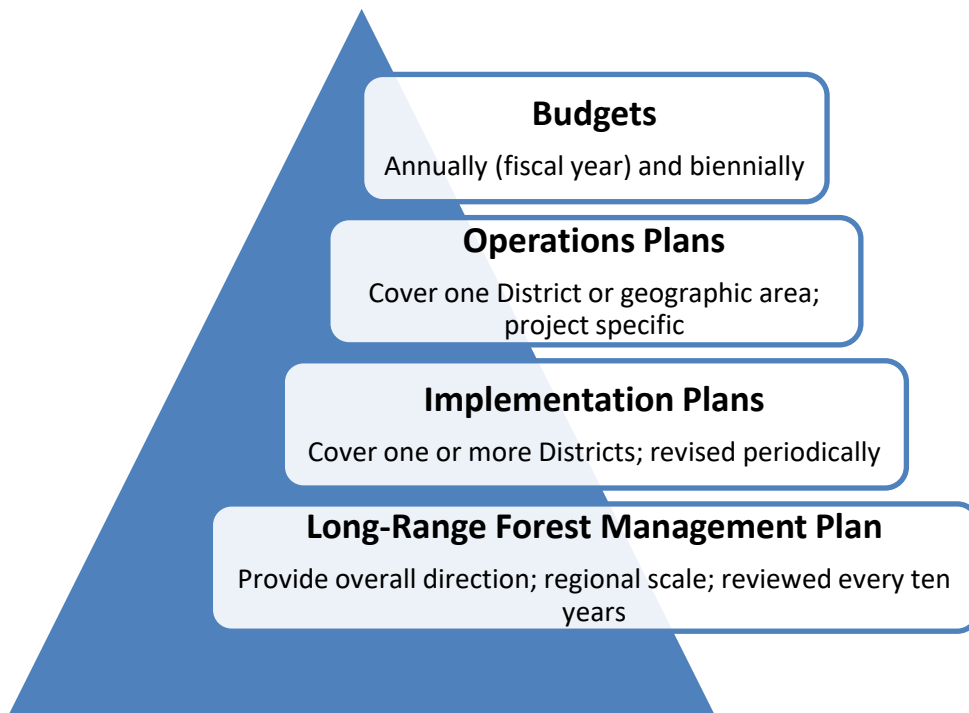 Budgets
Annually (fiscal year) and biennially
Operations Plans
Cover one District or geographic area;
project specific
Implementation Plans
Cover one or more Districts; revised periodically
Long-Range Forest Management Plan
Provide overall direction; regional scale; reviewed every ten
years